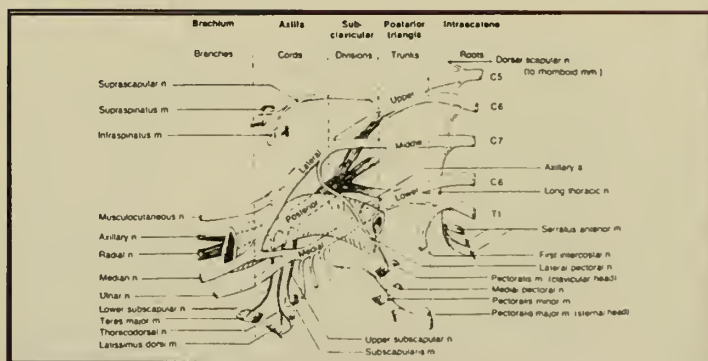 Brachium Axilla Sub- Posterior Intrascalene
clavicular triangle
Branches Cords Divisions Trunks Roots
Dorsal scapular n
(to rhomboid mm.)
Suprascapular n
C5
Upper
Supraspinatus m
C6
Infraspinatus m
C7
Middle
Lateral
Axillary a
C6
Lower
Long thoracic n
Musculocutaneous n
Posterior
T1
Axillary n
Serratus anterior m
Radial n
Medial
First intercostal n
Lateral pectoral n
Median n
Pectoralis m (clavicular head)
Ulnar n
Medial pectoral n
Lower subscapular n
Pectoralis minor m
Teres major m
Pectoralis major m (sternal head)
Thoracodorsal n
Upper subscapular n
Latissimus dorsi m
Subscapularis m